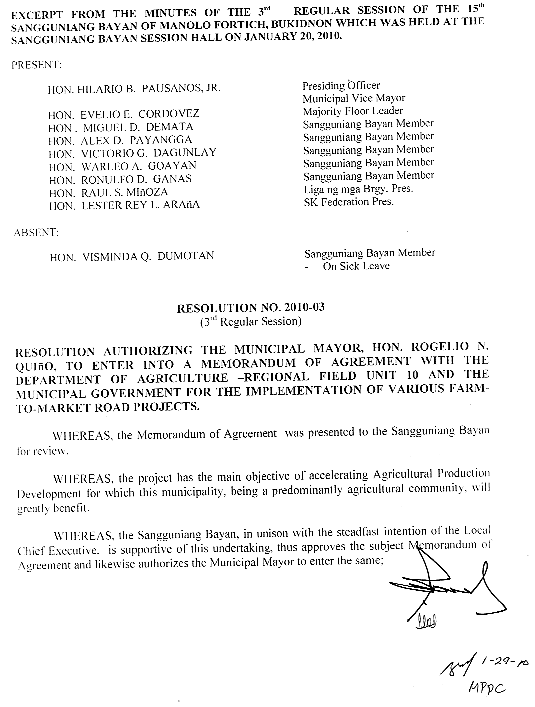 EXCERPT FROM THE MINUTES OF THE 3rd REGULAR SESSION OF THE 15th
SANGGUNIANG BAYAN OF MANOLO FORTICH, BUKIDNON WHICH WAS HELD AT THE
SANGGUNIANG BAYAN SESSION HALL ON JANUARY 20, 2010.
PRESENT:
HON. HILARIO B. PAUSANOS, JR. Presiding Officer
Municipal Vice Mayor
HON. EVELIO E. CORDOVEZ Majority Floor Leader
HON. MIGUEL D. DEMATA Sangguniang Bayan Member
HON. ALEX D. PAYANGGA Sangguniang Bayan Member
HON. VICTORIO G. DAGUNLAY Sangguniang Bayan Member
HON. WARLEO A. GOAYAN Sangguniang Bayan Member
HON. RONULFO D. GANAS Sangguniang Bayan Member
HON. RAUL S. MIñOZA Liga ng mga Brgy. Pres.
HON. LESTER REY L. ARAñA SK Federation Pres.
ABSENT:
HON. VISMINDA Q. DUMOTAN Sangguniang Bayan Member
- On Sick Leave
RESOLUTION NO. 2010-03
(3rd Regular Session)
RESOLUTION AUTHORIZING THE MUNICIPAL MAYOR, HON. ROGELIO N.
QUIñO, TO ENTER INTO A MEMORANDUM OF AGREEMENT WITH THE
DEPARTMENT OF AGRICULTURE –REGIONAL FIELD UNIT 10 AND THE
MUNICIPAL GOVERNMENT FOR THE IMPLEMENTATION OF VARIOUS FARM-
TO-MARKET ROAD PROJECTS.
WHEREAS, the Memorandum of Agreement was presented to the Sangguniang Bayan
for review.
WHEREAS, the project has the main objective of accelerating Agricultural Production
Development for which this municipality, being a predominantly agricultural community, will
greatly benefit.
WHEREAS, the Sangguniang Bayan, in unison with the steadfast intention of the Local
Chief Executive, is supportive of this undertaking, thus approves the subject Memorandum of
Agreement and likewise authorizes the Municipal Mayor to enter the same;
1-29-10
MPDC